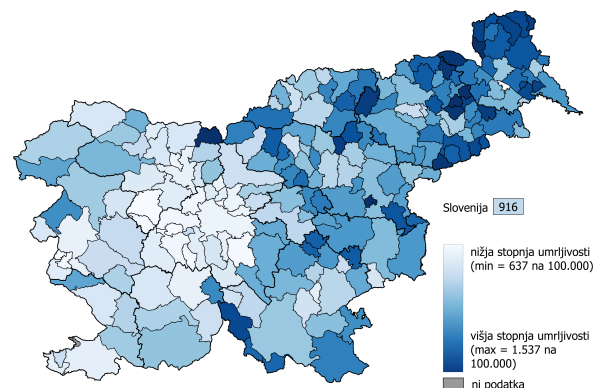 Slovenija 916
nižja stopnja umrljivosti
(min = 637 na 100.000)
višja stopnja umrljivosti
(max = 1.537 na
100.000)
ni podatka